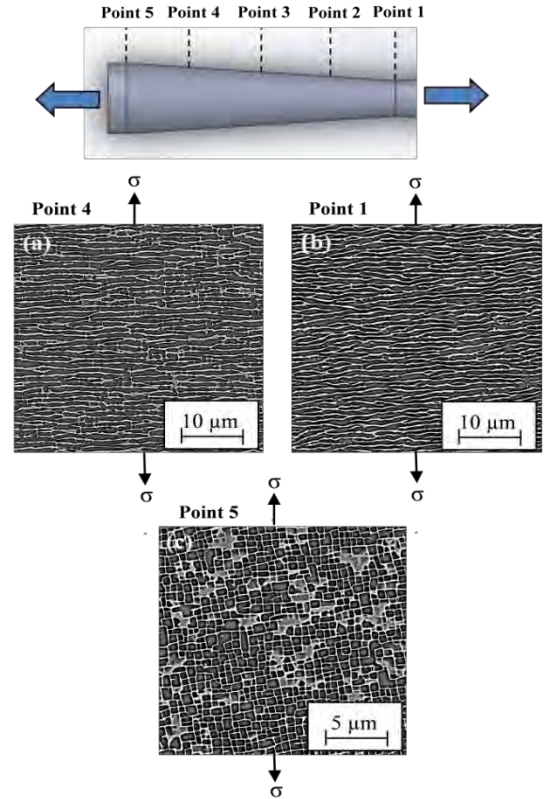 Point 5 Point 4 Point 3 Point 2 Point 1
σ σ
Point 4 Point 1
(a) (b)
10 μm 10 μm
σ σ
σ
Point 5
(c)
5 μm
σ